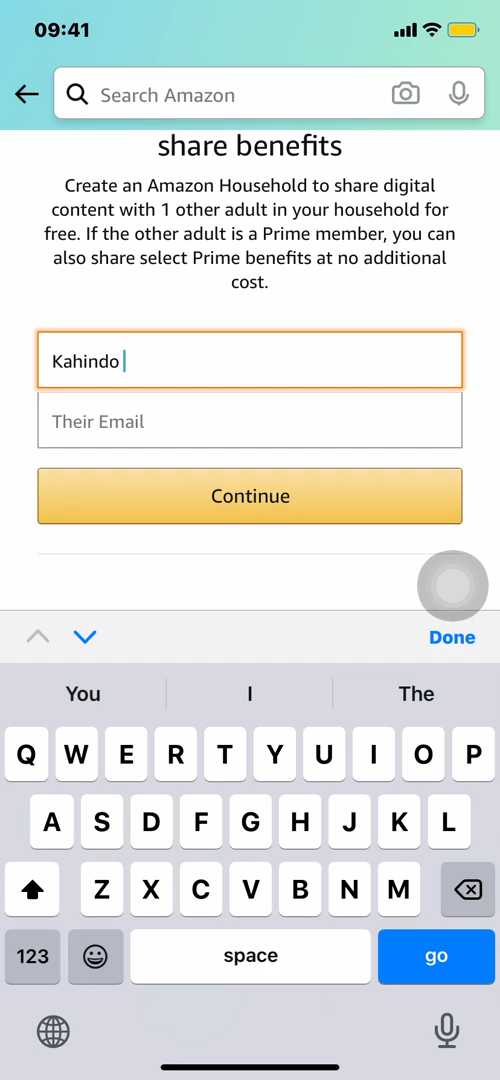 09:41
Search Amazon
share benefits
Create an Amazon Household to share digital
content with 1 other adult in your household for
free. If the other adult is a Prime member, you can
also share select Prime benefits at no additional
cost.
Kahindo
Their Email
Continue
Done
You I The
Q W E R T Y U I O P
A S D F G H J K L
Z X C V B N M
123 space go